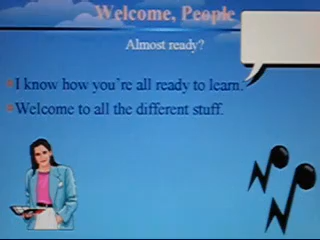 Welcome, People
Almost ready?
I know how you're all ready to learn.
Welcome to all the different stuff.